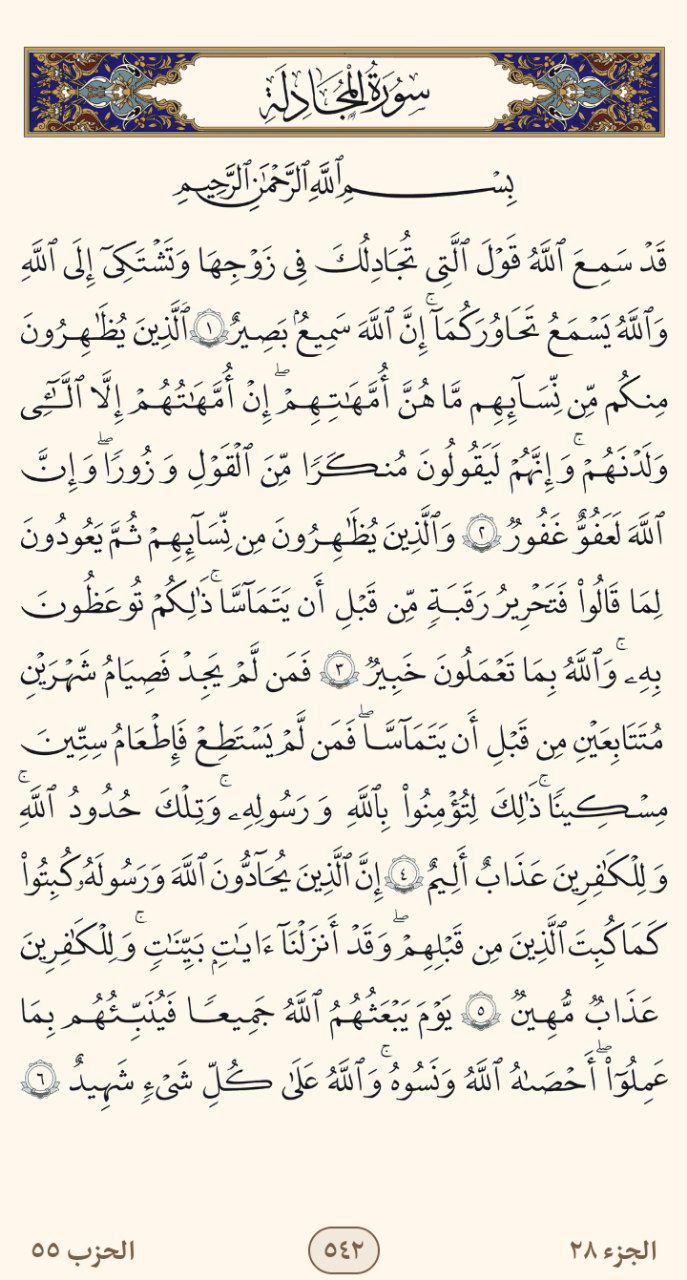 سُورَةُ المُجَادِلَةِ
بِسْمِ ٱللَّهِ ٱلرَّحْمَٰنِ ٱلرَّحِيمِ
قَدْ سَمِعَ ٱللَّهُ قَوْلَ ٱلَّتِى تُجَٰدِلُكَ فِى زَوْجِهَا وَتَشْتَكِىٓ إِلَى ٱللَّهِ
وَٱللَّهُ يَسْمَعُ تَحَاوُرَكُمَآ ۚ إِنَّ ٱللَّهَ سَمِيعٌۢ بَصِيرٌ ١ ٱلَّذِينَ يُظَٰهِرُونَ
مِنكُم مِّن نِّسَآئِهِم مَّا هُنَّ أُمَّهَٰتِهِمْ ۖ إِنْ أُمَّهَٰتُهُمْ إِلَّا ٱلَّٰٓـِٔى
وَلَدْنَهُمْ ۚ وَإِنَّهُمْ لَيَقُولُونَ مُنكَرًا مِّنَ ٱلْقَوْلِ وَزُورًا ۚ وَإِنَّ
ٱللَّهَ لَعَفُوٌّ غَفُورٌ ٢ وَٱلَّذِينَ يُظَٰهِرُونَ مِن نِّسَآئِهِمْ ثُمَّ يَعُودُونَ
لِمَا قَالُوا۟ فَتَحْرِيرُ رَقَبَةٍ مِّن قَبْلِ أَن يَتَمَآسَّا ۚ ذَٰلِكُمْ تُوعَظُونَ
بِهِۦ ۚ وَٱللَّهُ بِمَا تَعْمَلُونَ خَبِيرٌ ٣ فَمَن لَّمْ يَجِدْ فَصِيَامُ شَهْرَيْنِ
مُتَتَابِعَيْنِ مِن قَبْلِ أَن يَتَمَآسَّا ۖ فَمَن لَّمْ يَسْتَطِعْ فَإِطْعَامُ سِتِّينَ
مِسْكِينًا ۚ ذَٰلِكَ لِتُؤْمِنُوا۟ بِٱللَّهِ وَرَسُولِهِۦ ۚ وَتِلْكَ حُدُودُ ٱللَّهِ ۗ
وَلِلْكَٰفِرِينَ عَذَابٌ أَلِيمٌ ٤ إِنَّ ٱلَّذِينَ يُحَآدُّونَ ٱللَّهَ وَرَسُولَهُۥ كُبِتُوا۟
كَمَا كُبِتَ ٱلَّذِينَ مِن قَبْلِهِمْ ۚ وَقَدْ أَنزَلْنَآ ءَايَٰتٍۭ بَيِّنَٰتٍ ۚ وَلِلْكَٰفِرِينَ
عَذَابٌ مُّهِينٌ ٥ يَوْمَ يَبْعَثُهُمُ ٱللَّهُ جَمِيعًا فَيُنَبِّئُهُم بِمَا
عَمِلُوٓا۟ ۚ أَحْصَىٰهُ ٱللَّهُ وَنَسُوهُ ۚ وَٱللَّهُ عَلَىٰ كُلِّ شَىْءٍ شَهِيدٌ ٦
الجزء ٢٨
٥٤٢
الحزب ٥٥